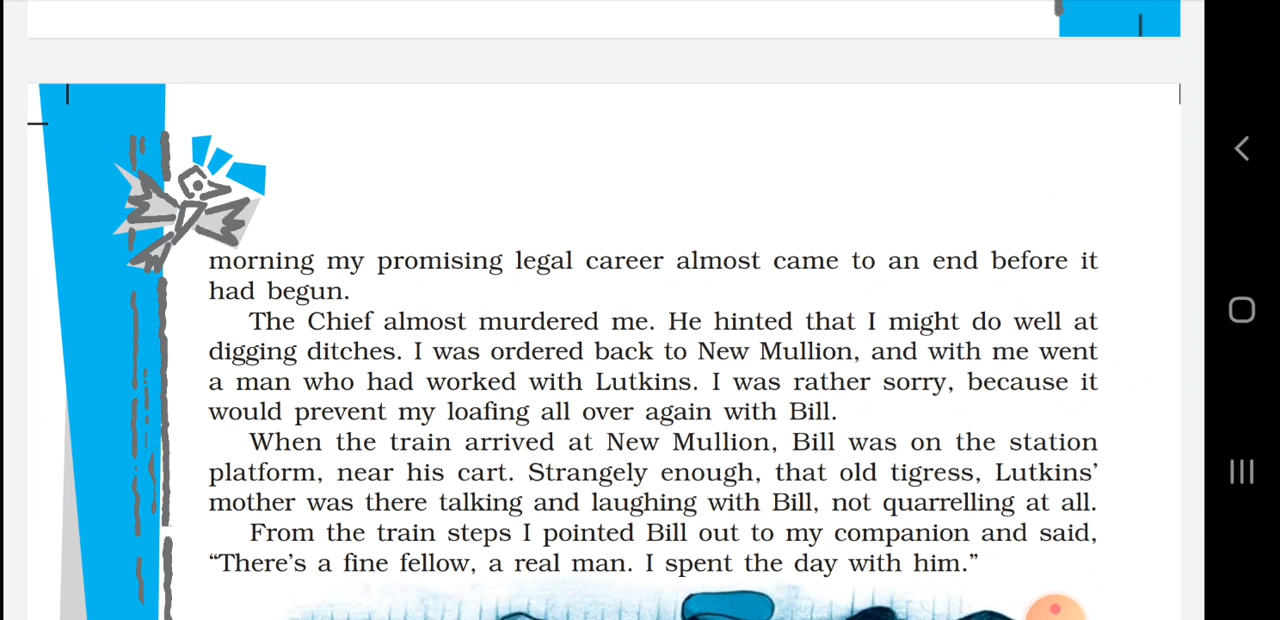 morning my promising legal career almost came to an end before it
had begun.
The Chief almost murdered me. He hinted that I might do well at
digging ditches. I was ordered back to New Mullion, and with me went
a man who had worked with Lutkins. I was rather sorry, because it
would prevent my loafing all over again with Bill.
When the train arrived at New Mullion, Bill was on the station
platform, near his cart. Strangely enough, that old tigress, Lutkins’
mother was there talking and laughing with Bill, not quarrelling at all.
From the train steps I pointed Bill out to my companion and said,
“There’s a fine fellow, a real man. I spent the day with him.”